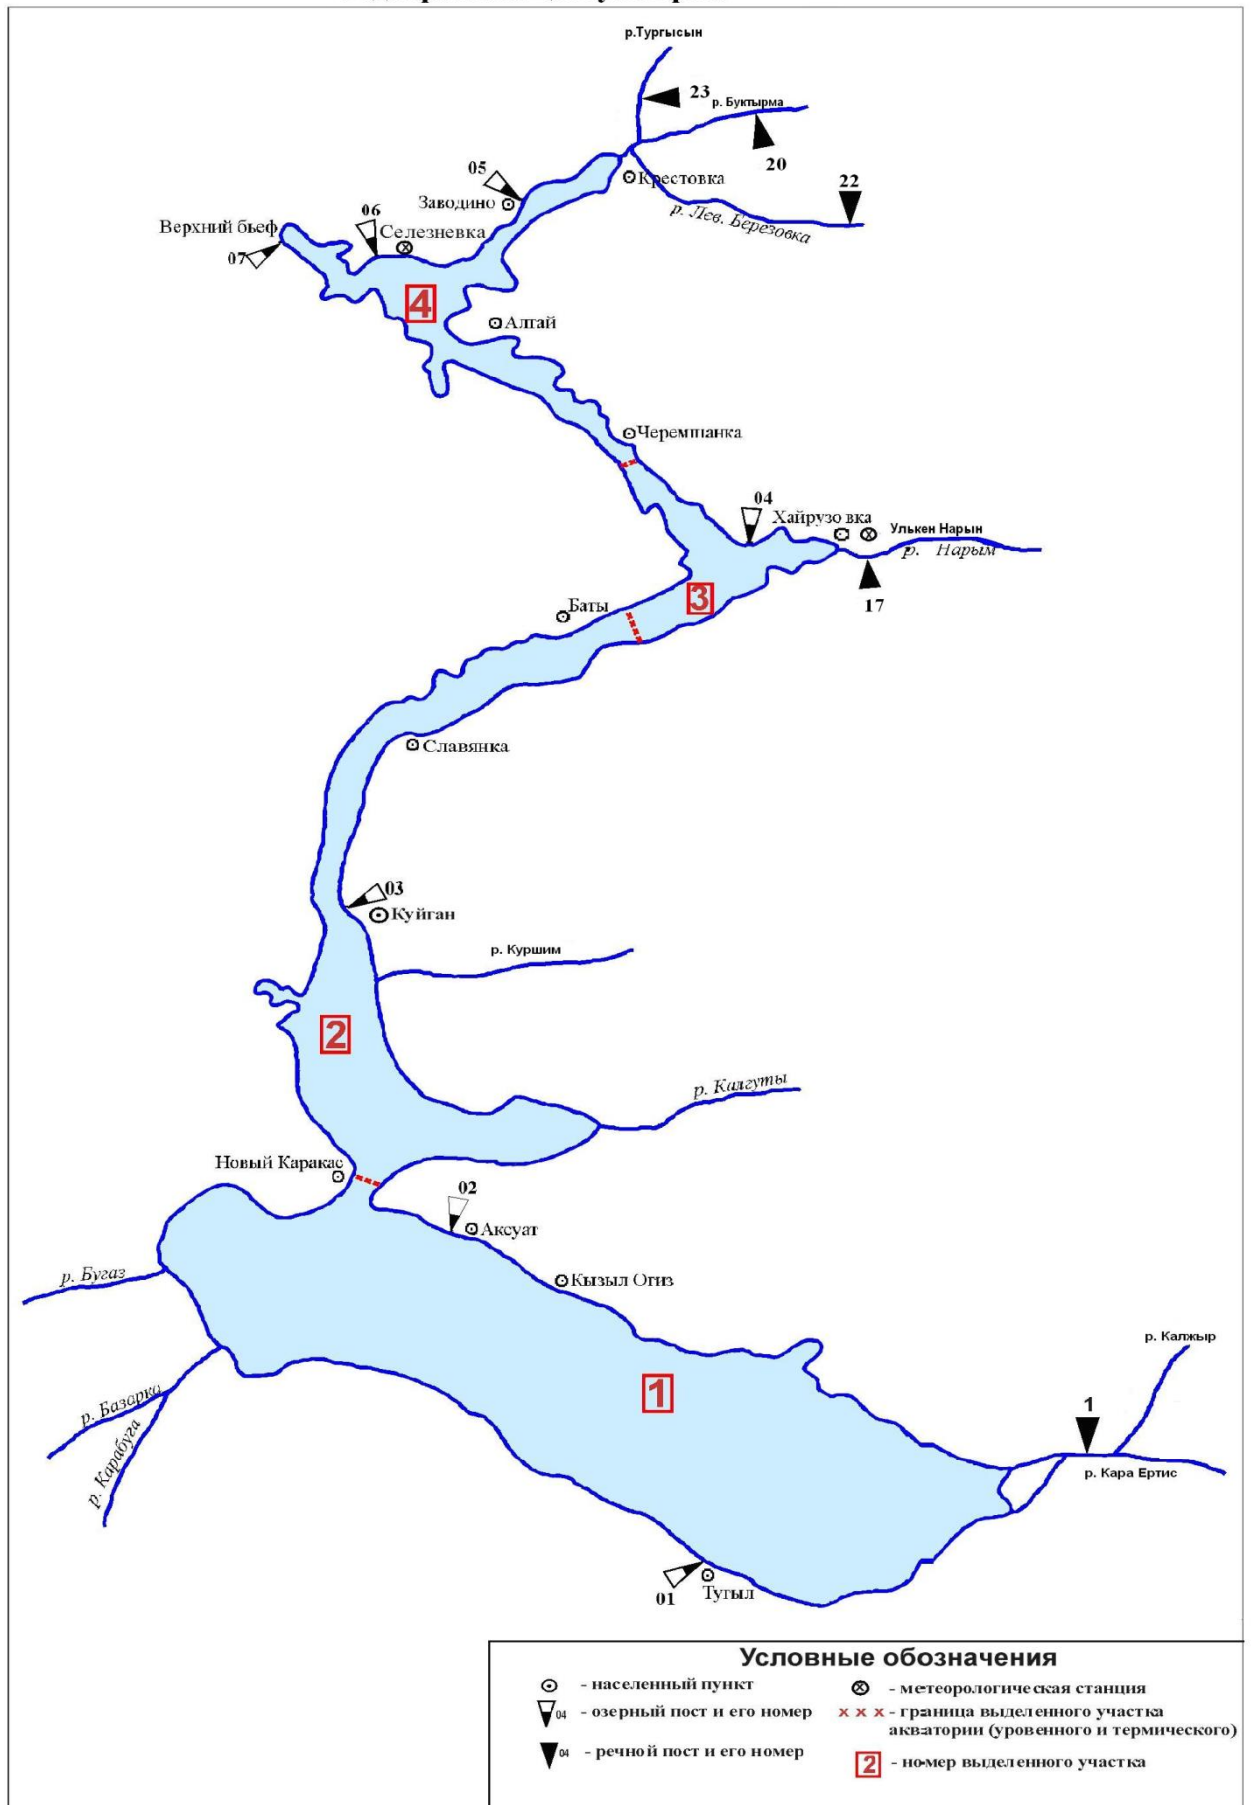 р.Тургысын
23
р. Буктырма
20
05
Крестовка
22
Заводино
р. Лев. Березовка
06
Верхний бьеф
Селезневка
07
4
Алтай
Черемшанка
04
Хайрузовка
Улькен Нарын
р. Нарым
17
3
Баты
Славянка
03
Куйган
р. Куршим
2
р. Калгуты
Новый Каракас
02
Аксуат
р. Бугаз
Кызыл Огиз
р. Калжыр
1
р. Базарка
р. Карабуга
1
р. Кара Ертис
01
Тугыл
Условные обозначения
- населенный пункт
- метеорологическая станция
04 - озерный пост и его номер
х х х - граница выделенного участка
акватории (уровенного и термического)
04 - речной пост и его номер
2 - номер выделенного участка